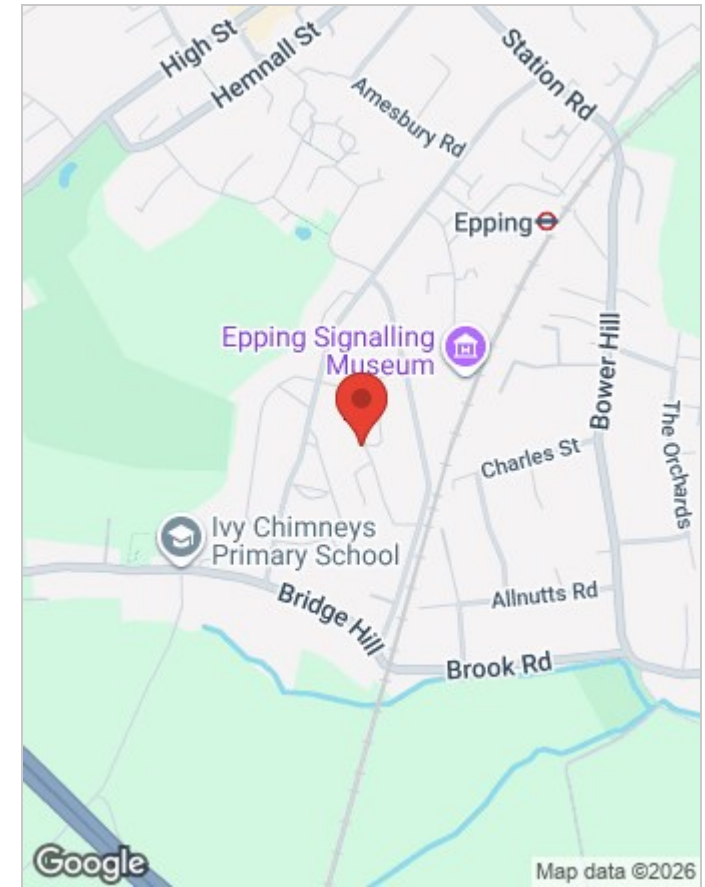 High St
Hemnall St
Station Rd
Amesbury Rd
Epping
Epping Signalling
Museum
Bower Hill
The Orchards
Charles St
Ivy Chimneys
Primary School
Allnutts Rd
Bridge Hill
Brook Rd
Google
Map data ©2026